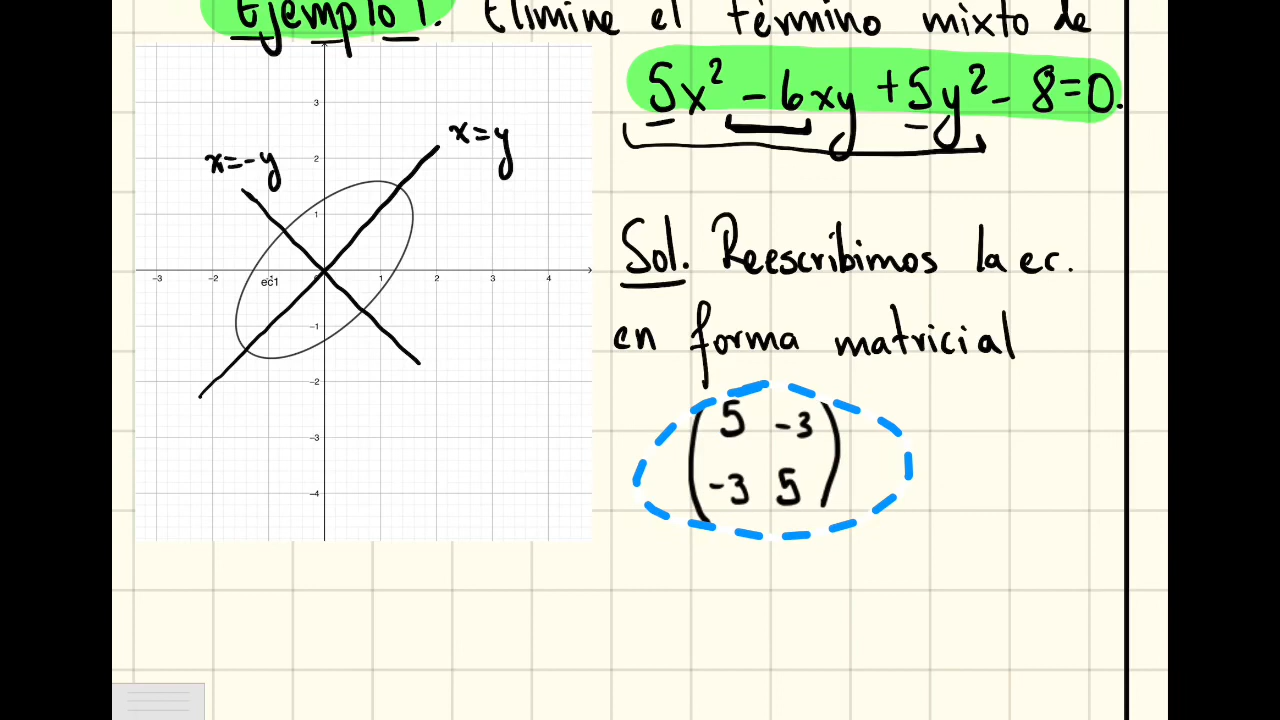 Ejemplo 1. Elimine el término mixto de
5x² - 6xy + 5y² - 8 = 0.
x=y
x=-y
3
2
1
-3 -2 -1 0 1 2 3 4
ec1
-1
-2
-3
-4
Sol. Reescribimos la ec.
en forma matricial
5 -3
-3 5